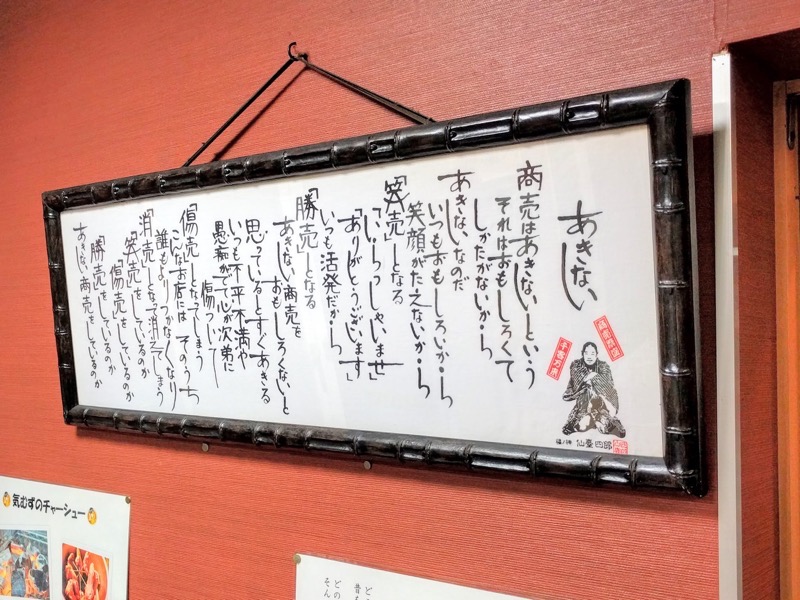 あきない
商売はあきないという
それはおもしろくて
しかたがないから
あきないなのだ
いつもおもしろいから
笑顔がたえないから
「笑売」となる
「いらっしゃいませ」
「ありがとうございます」
いつも活発だから
「勝売」となる
あきない商売を
おもしろくないと
思っているとすぐあきる
いつも不平不満や
愚痴がでて心が次第に
傷ついて
「傷売」となってしまう
こんなお店には そのうち
誰もよりつかなくなり
「消売」となって消えてしまう
「笑売」をしているのか
「傷売」をしているのか
「勝売」をしているのか
あきない商売をしているのか
千客万来
福ノ神 仙臺四郎
気むずのチャーシュー